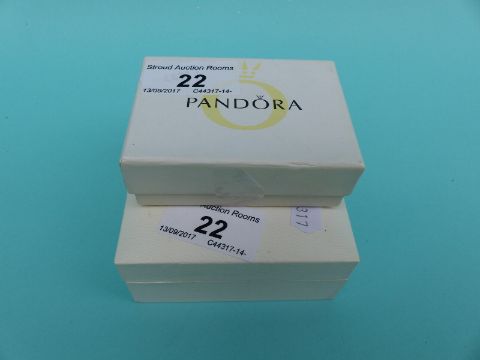 Stroud Auction Rooms
22
13/09/2017 C44317-14-
PANDORA
Auction Rooms
22
13/09/2017 C44317-14-
317